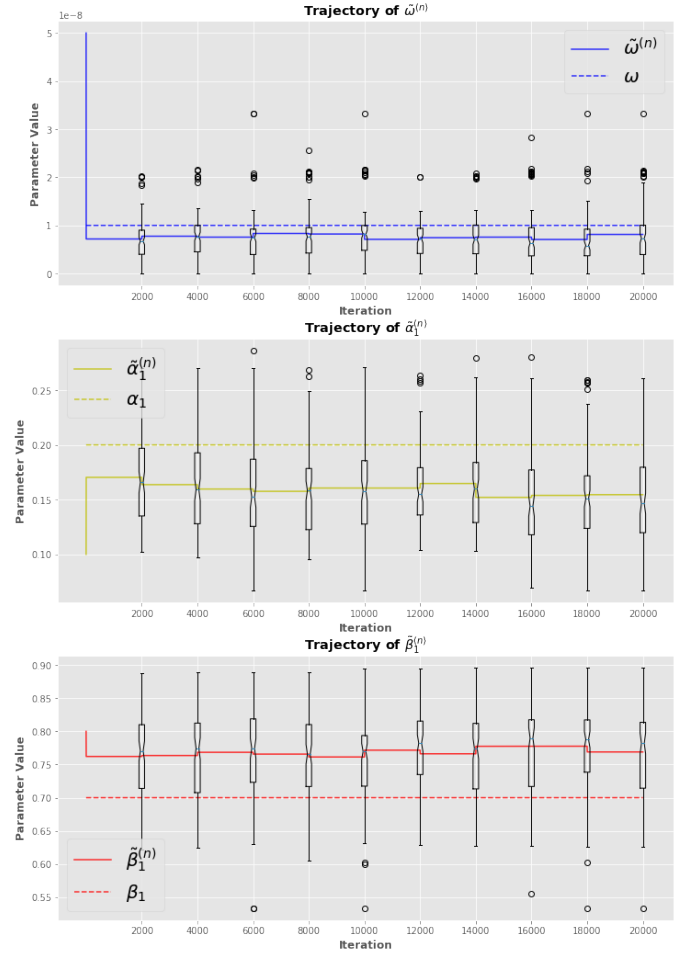 Trajectory of ω̃⁽ⁿ⁾
1e−8
5
4
3
2
1
0
Parameter Value
ω̃⁽ⁿ⁾
ω
2000 4000 6000 8000 10000 12000 14000 16000 18000 20000
Iteration
Trajectory of α̃₁⁽ⁿ⁾
0.25
0.20
0.15
0.10
Parameter Value
α̃₁⁽ⁿ⁾
α₁
2000 4000 6000 8000 10000 12000 14000 16000 18000 20000
Iteration
Trajectory of β̃₁⁽ⁿ⁾
0.90
0.85
0.80
0.75
0.70
0.65
0.60
0.55
Parameter Value
β̃₁⁽ⁿ⁾
β₁
2000 4000 6000 8000 10000 12000 14000 16000 18000 20000
Iteration